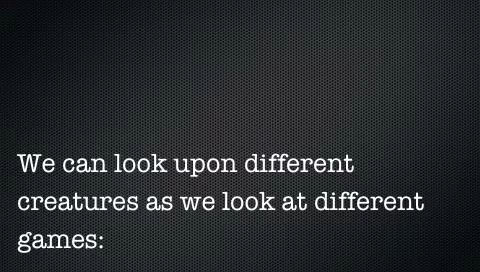 We can look upon different
creatures as we look at different
games: